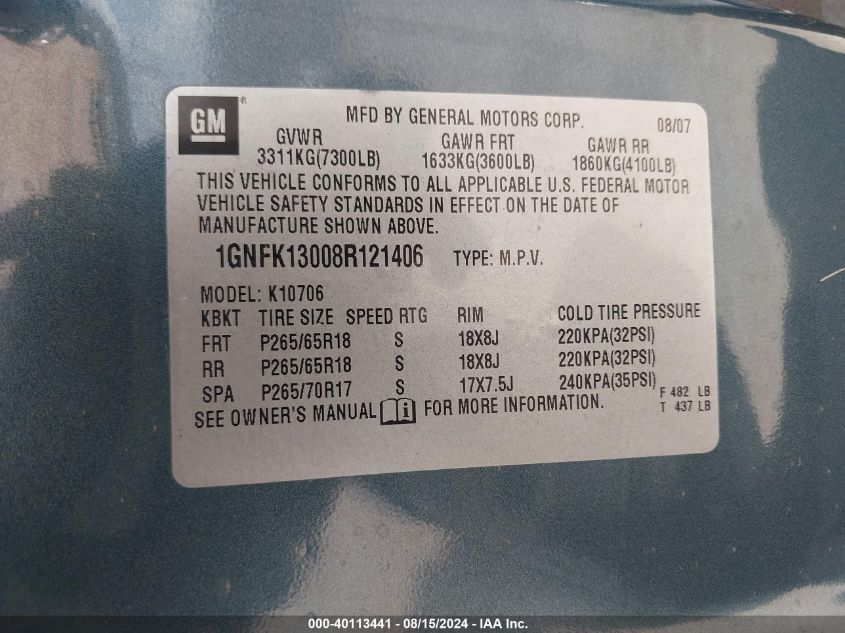 GM® MFD BY GENERAL MOTORS CORP. 08/07
GVWR GAWR FRT GAWR RR
3311KG(7300LB) 1633KG(3600LB) 1860KG(4100LB)
THIS VEHICLE CONFORMS TO ALL APPLICABLE U.S. FEDERAL MOTOR
VEHICLE SAFETY STANDARDS IN EFFECT ON THE DATE OF
MANUFACTURE SHOWN ABOVE.
1GNFK13008R121406 TYPE: M.P.V.
MODEL: K10706
KBKT TIRE SIZE SPEED RTG RIM COLD TIRE PRESSURE
FRT P265/65R18 S 18X8J 220KPA(32PSI)
RR P265/65R18 S 18X8J 220KPA(32PSI)
SPA P265/70R17 S 17X7.5J 240KPA(35PSI)
SEE OWNER'S MANUAL i FOR MORE INFORMATION.
F 482 LB
T 437 LB
000-40113441 - 08/15/2024 - IAA Inc.